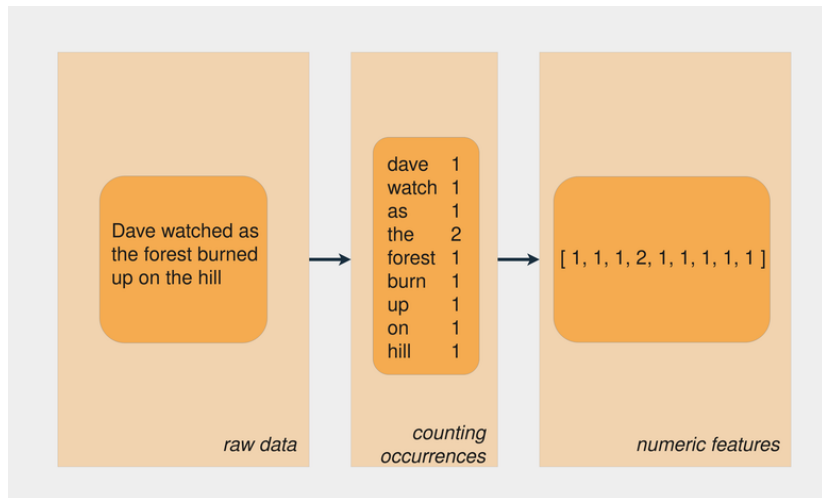 Dave watched as
the forest burned
up on the hill
raw data
dave 1
watch 1
as 1
the 2
forest 1
burn 1
up 1
on 1
hill 1
counting
occurrences
[ 1, 1, 1, 2, 1, 1, 1, 1, 1 ]
numeric features